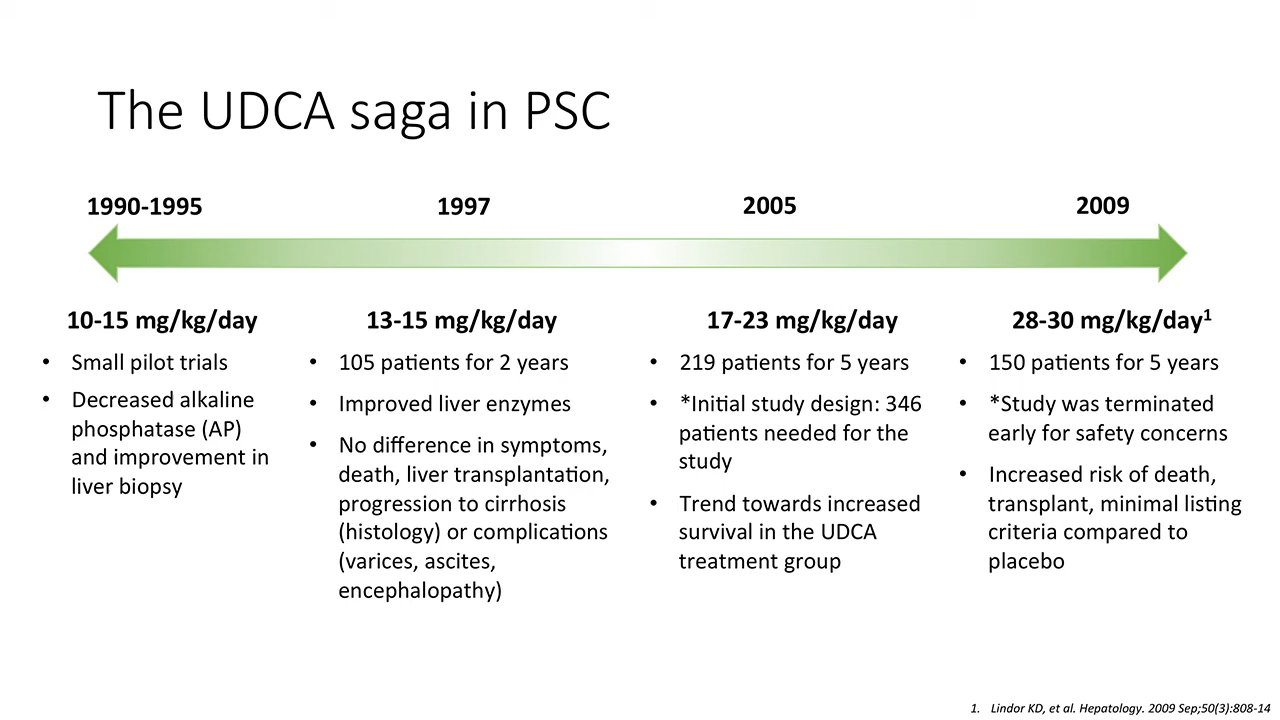 The UDCA saga in PSC
1990-1995
1997
2005
2009
10-15 mg/kg/day
• Small pilot trials
• Decreased alkaline
phosphatase (AP)
and improvement in
liver biopsy
13-15 mg/kg/day
• 105 patients for 2 years
• Improved liver enzymes
• No difference in symptoms,
death, liver transplantation,
progression to cirrhosis
(histology) or complications
(varices, ascites,
encephalopathy)
17-23 mg/kg/day
• 219 patients for 5 years
• *Initial study design: 346
patients needed for the
study
• Trend towards increased
survival in the UDCA
treatment group
28-30 mg/kg/day¹
• 150 patients for 5 years
• *Study was terminated
early for safety concerns
• Increased risk of death,
transplant, minimal listing
criteria compared to
placebo
1. Lindor KD, et al. Hepatology. 2009 Sep;50(3):808-14